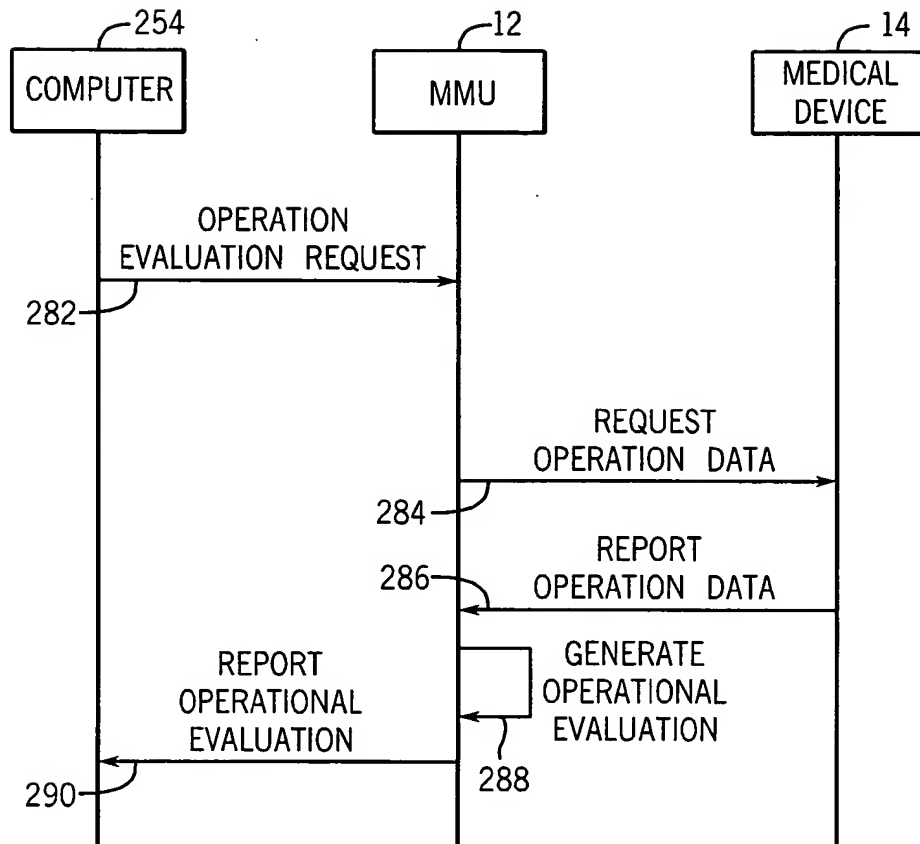 254
12
14
COMPUTER
MMU
MEDICAL
DEVICE
OPERATION
EVALUATION REQUEST
282
REQUEST
OPERATION DATA
284
REPORT
OPERATION DATA
286
GENERATE
OPERATIONAL
EVALUATION
288
REPORT
OPERATIONAL
EVALUATION
290